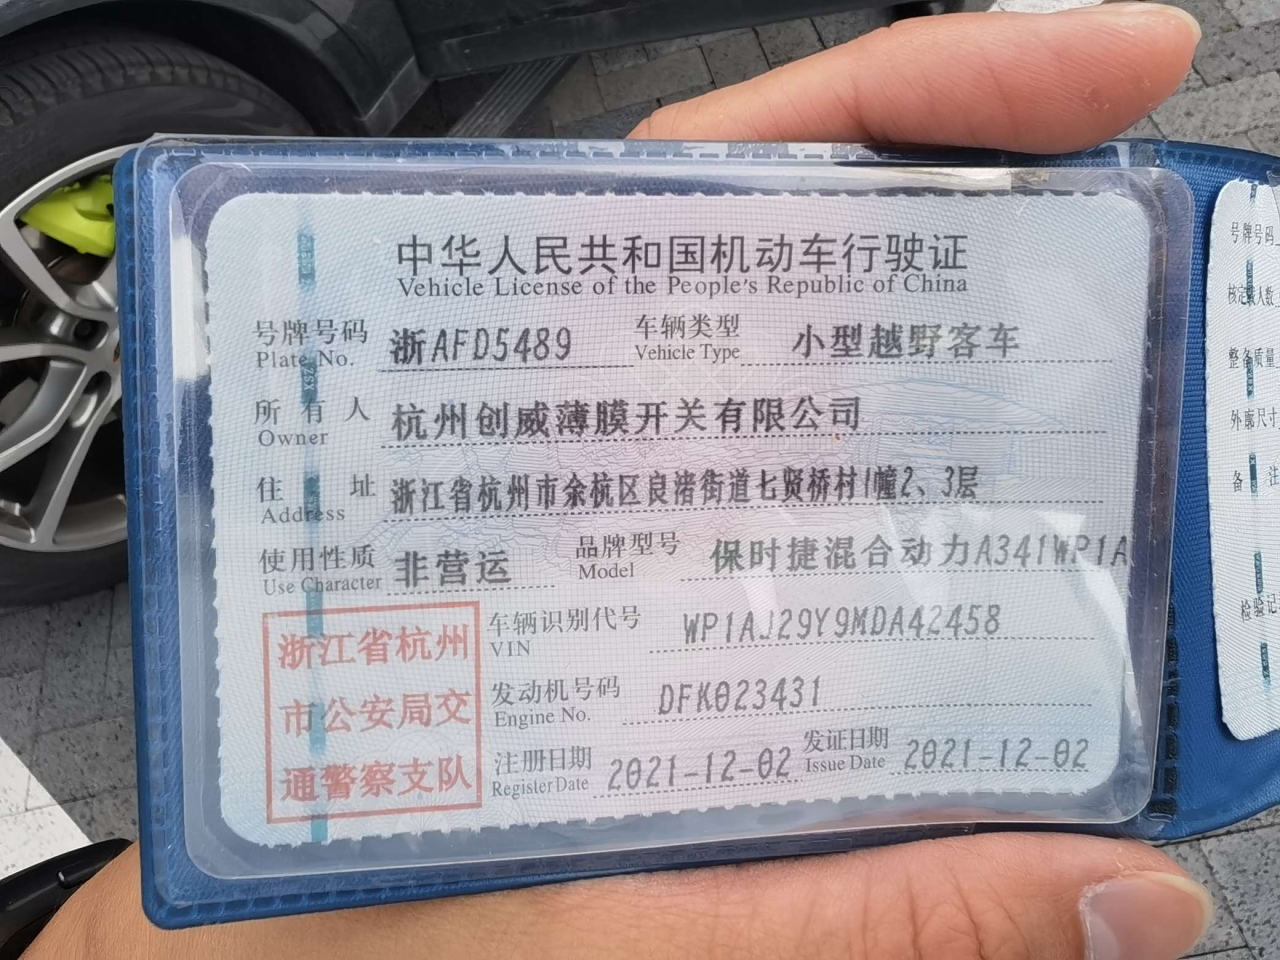 中华人民共和国机动车行驶证
Vehicle License of the People's Republic of China
号牌号码 浙AFD5489 车辆类型 小型越野客车
Plate No. Vehicle Type
所有人 杭州创威薄膜开关有限公司
Owner
住址 浙江省杭州市余杭区良渚街道七贤桥村1幢2、3层
Address
使用性质 非营运 品牌型号 保时捷混合动力A341WP1A
Use Character Model
车辆识别代号 WP1AJ29Y9MDA42458
VIN
发动机号码 DFK023431
Engine No.
注册日期 2021-12-02 发证日期 2021-12-02
Register Date Issue Date
浙江省杭州
市公安局交
通警察支队
号牌号码
核定载人数
整备质量
外廓尺寸
备注
检验记